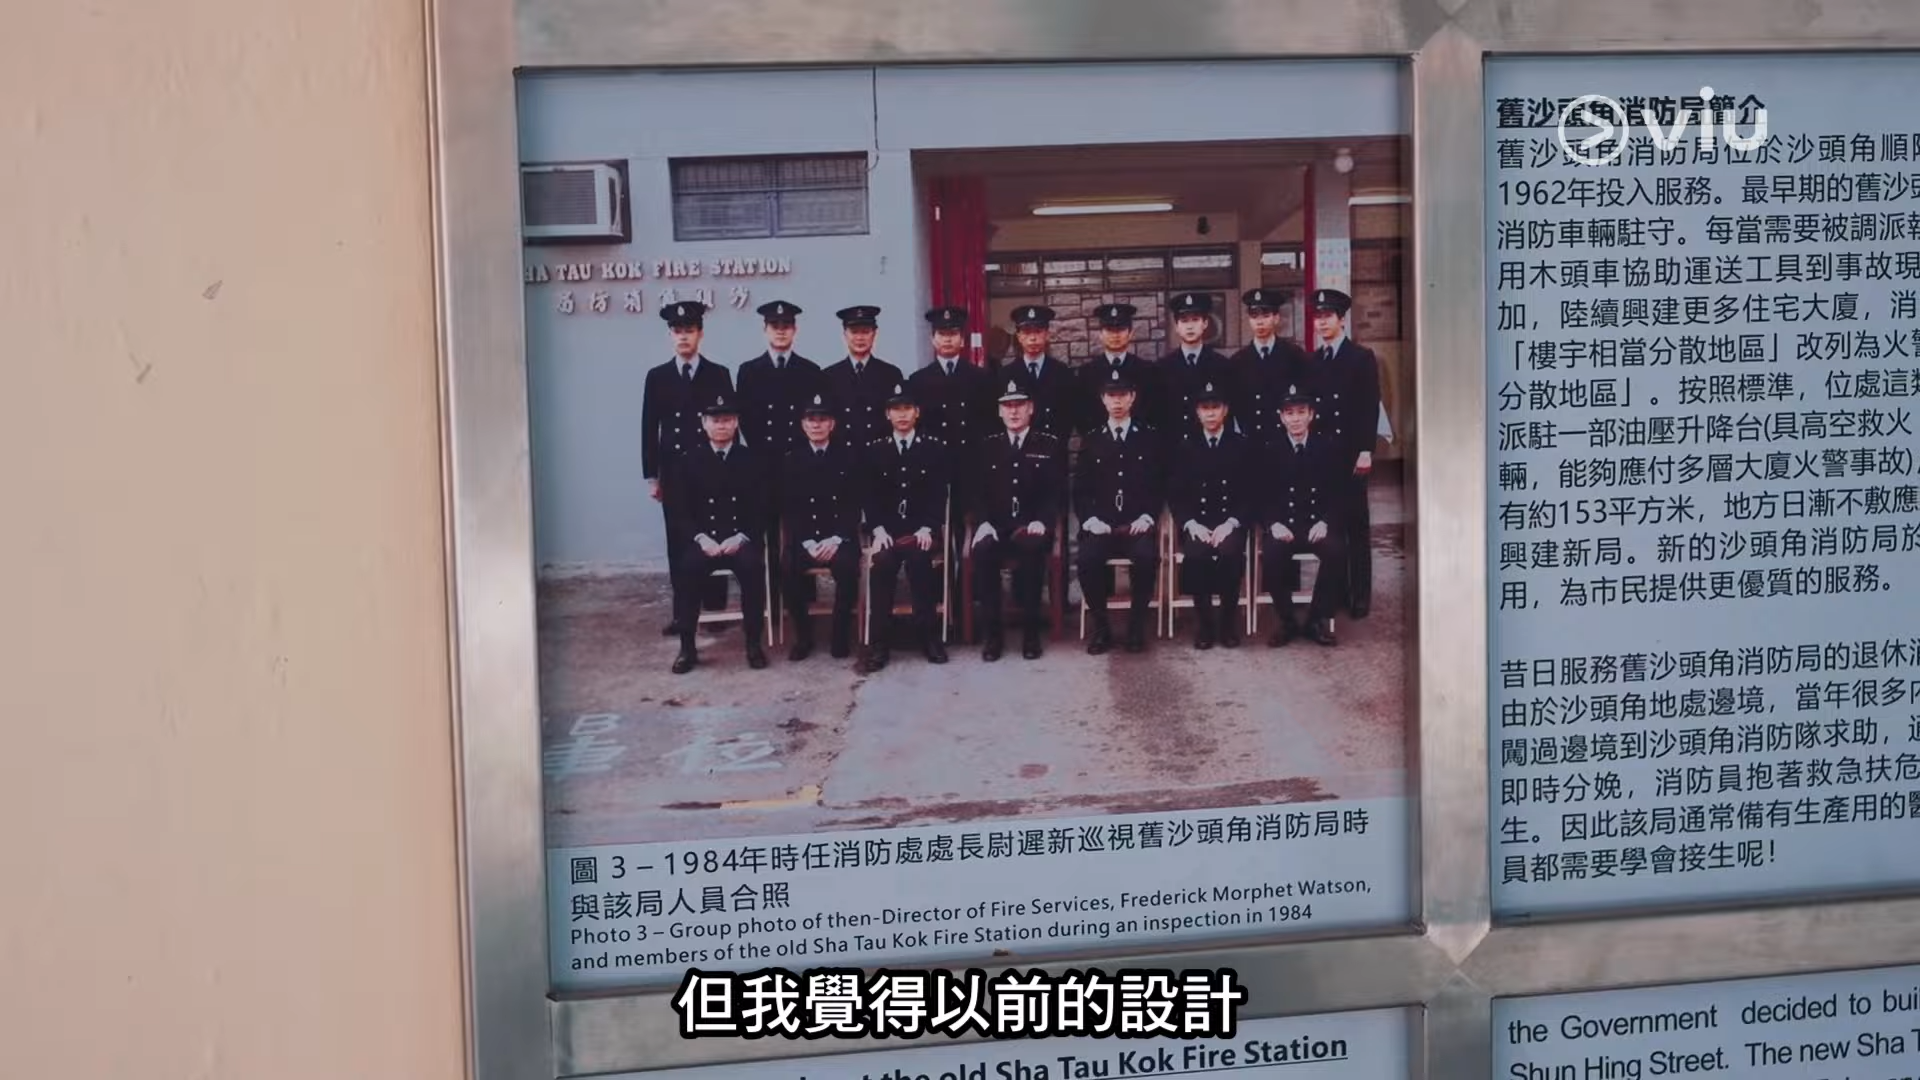 viu
SHA TAU KOK FIRE STATION
局防消角頭沙
B
車位
圖 3 – 1984年時任消防處處長尉遲新巡視舊沙頭角消防局時
與該局人員合照
Photo 3 – Group photo of then-Director of Fire Services, Frederick Morphet Watson,
and members of the old Sha Tau Kok Fire Station during an inspection in 1984
舊沙頭角消防局簡介
舊沙頭角消防局位於沙頭角順
1962年投入服務。最早期的舊沙
消防車輛駐守。每當需要被調派
用木頭車協助運送工具到事故現
加，陸續興建更多住宅大廈，消
「樓宇相當分散地區」改列為火
分散地區」。按照標準，位處這
派駐一部油壓升降台(具高空救火
輛，能夠應付多層大廈火警事故)
有約153平方米，地方日漸不敷應
興建新局。新的沙頭角消防局於
用，為市民提供更優質的服務。
昔日服務舊沙頭角消防局的退休
由於沙頭角地處邊境，當年很多
闖過邊境到沙頭角消防隊求助，
即時分娩，消防員抱著救急扶危
生。因此該局通常備有生產用的
員都需要學會接生呢！
但我覺得以前的設計
the old Sha Tau Kok Fire Station
the Government decided to
Shun Hing Street. The new Sha